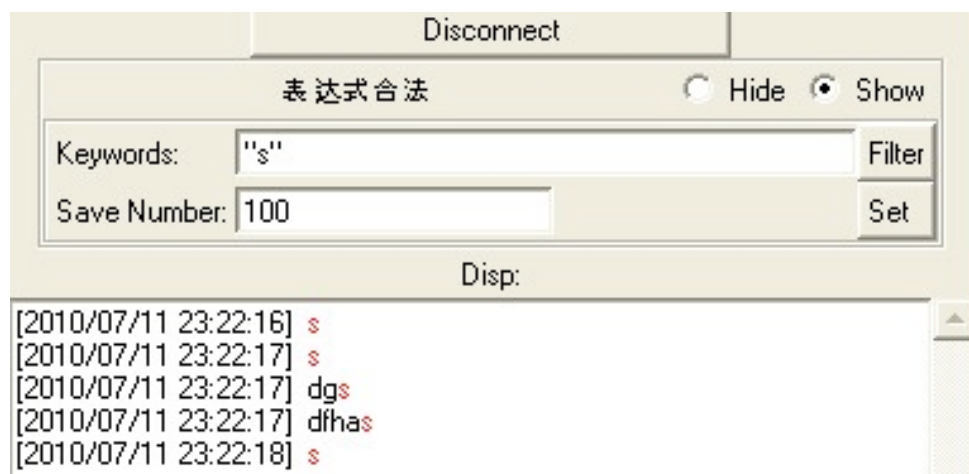 Disconnect
表达式合法 Hide Show
Keywords: "s" Filter
Save Number: 100 Set
Disp:
[2010/07/11 23:22:16] s
[2010/07/11 23:22:17] s
[2010/07/11 23:22:17] dgs
[2010/07/11 23:22:17] dfhas
[2010/07/11 23:22:18] s